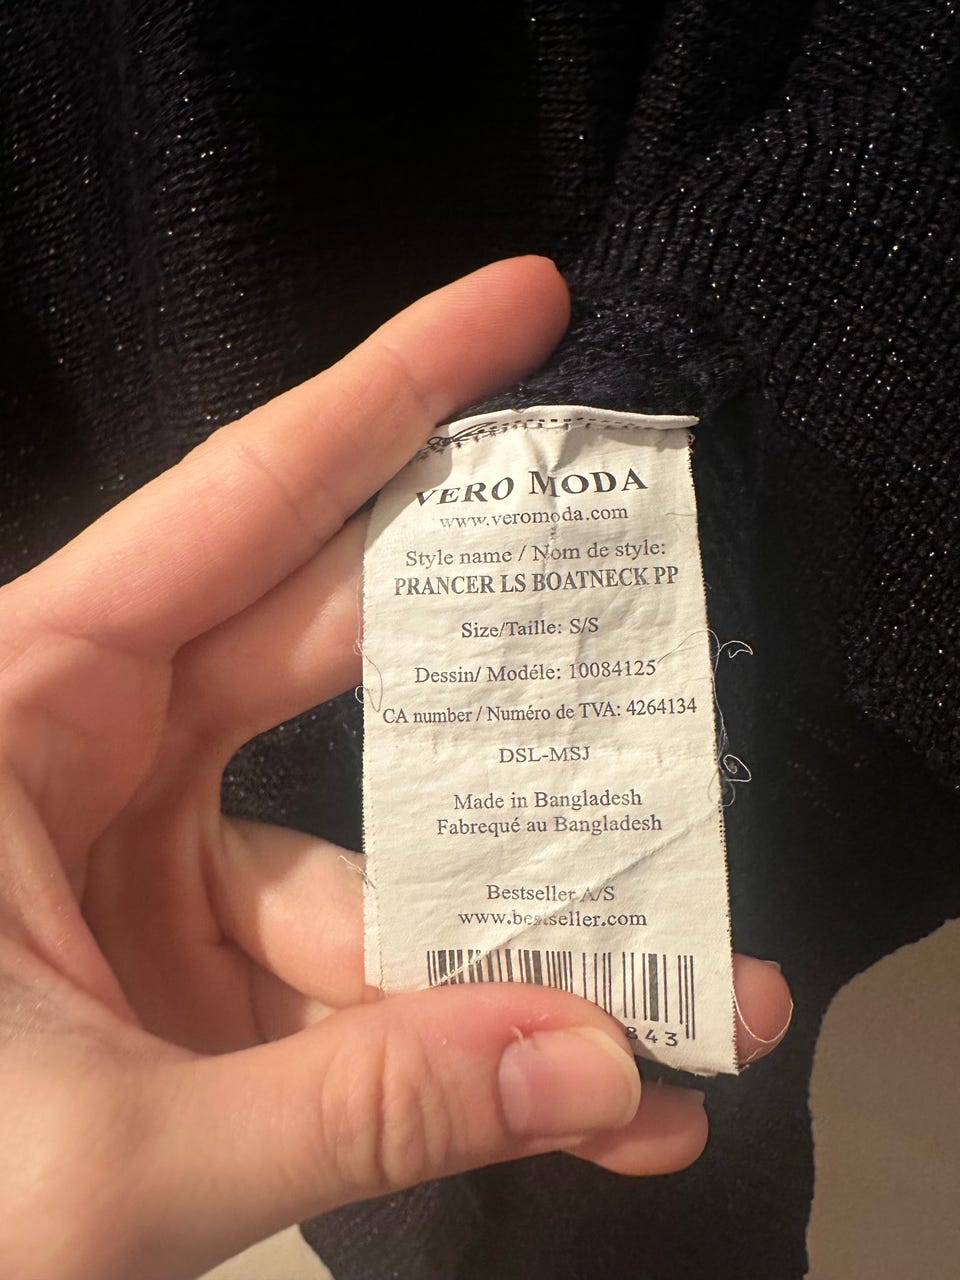 VERO MODA
www.veromoda.com
Style name / Nom de style:
PRANCER LS BOATNECK PP
Size/Taille: S/S
Dessin/ Modéle: 10084125
CA number / Numéro de TVA: 4264134
DSL-MSJ
Made in Bangladesh
Fabrequé au Bangladesh
Bestseller A/S
www.bestseller.com
843